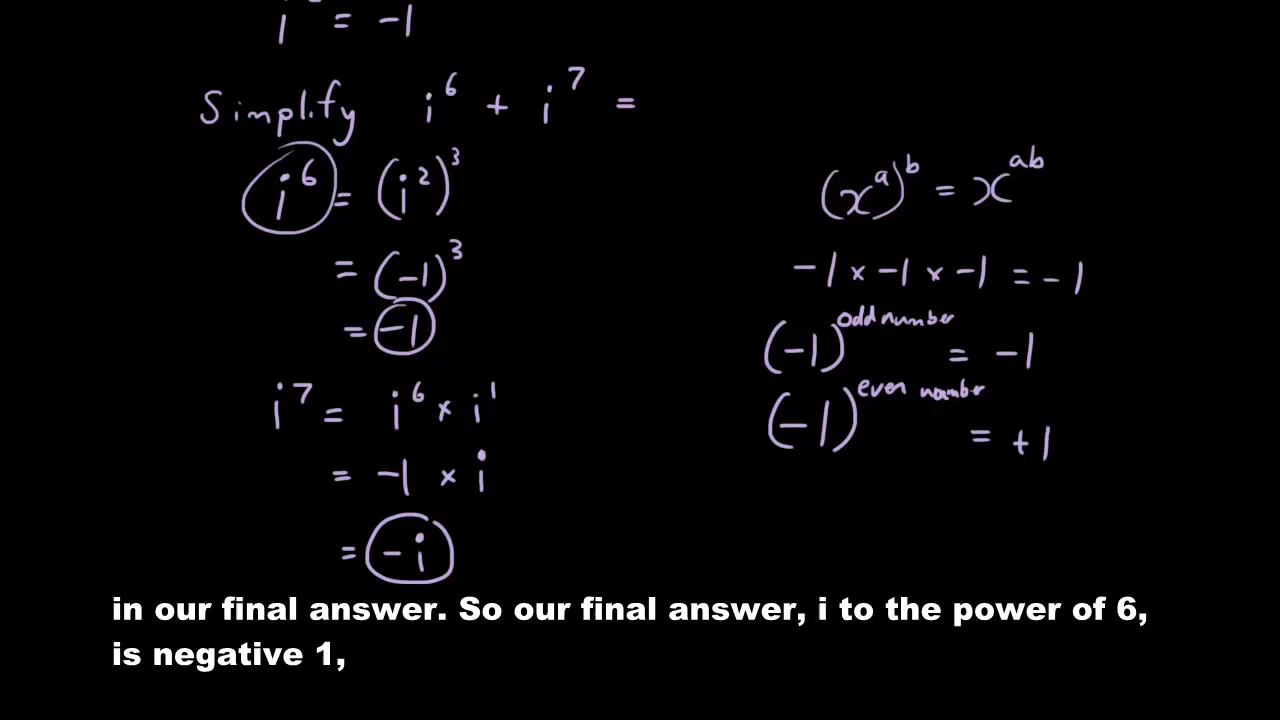 i² = -1
Simplify i⁶ + i⁷ =
i⁶ = (i²)³
= (-1)³
= -1
i⁷ = i⁶ × i¹
= -1 × i
= -i
(xᵃ)ᵇ = xᵃᵇ
-1 × -1 × -1 = -1
(-1)^odd number = -1
(-1)^even number = +1
in our final answer. So our final answer, i to the power of 6,
is negative 1,